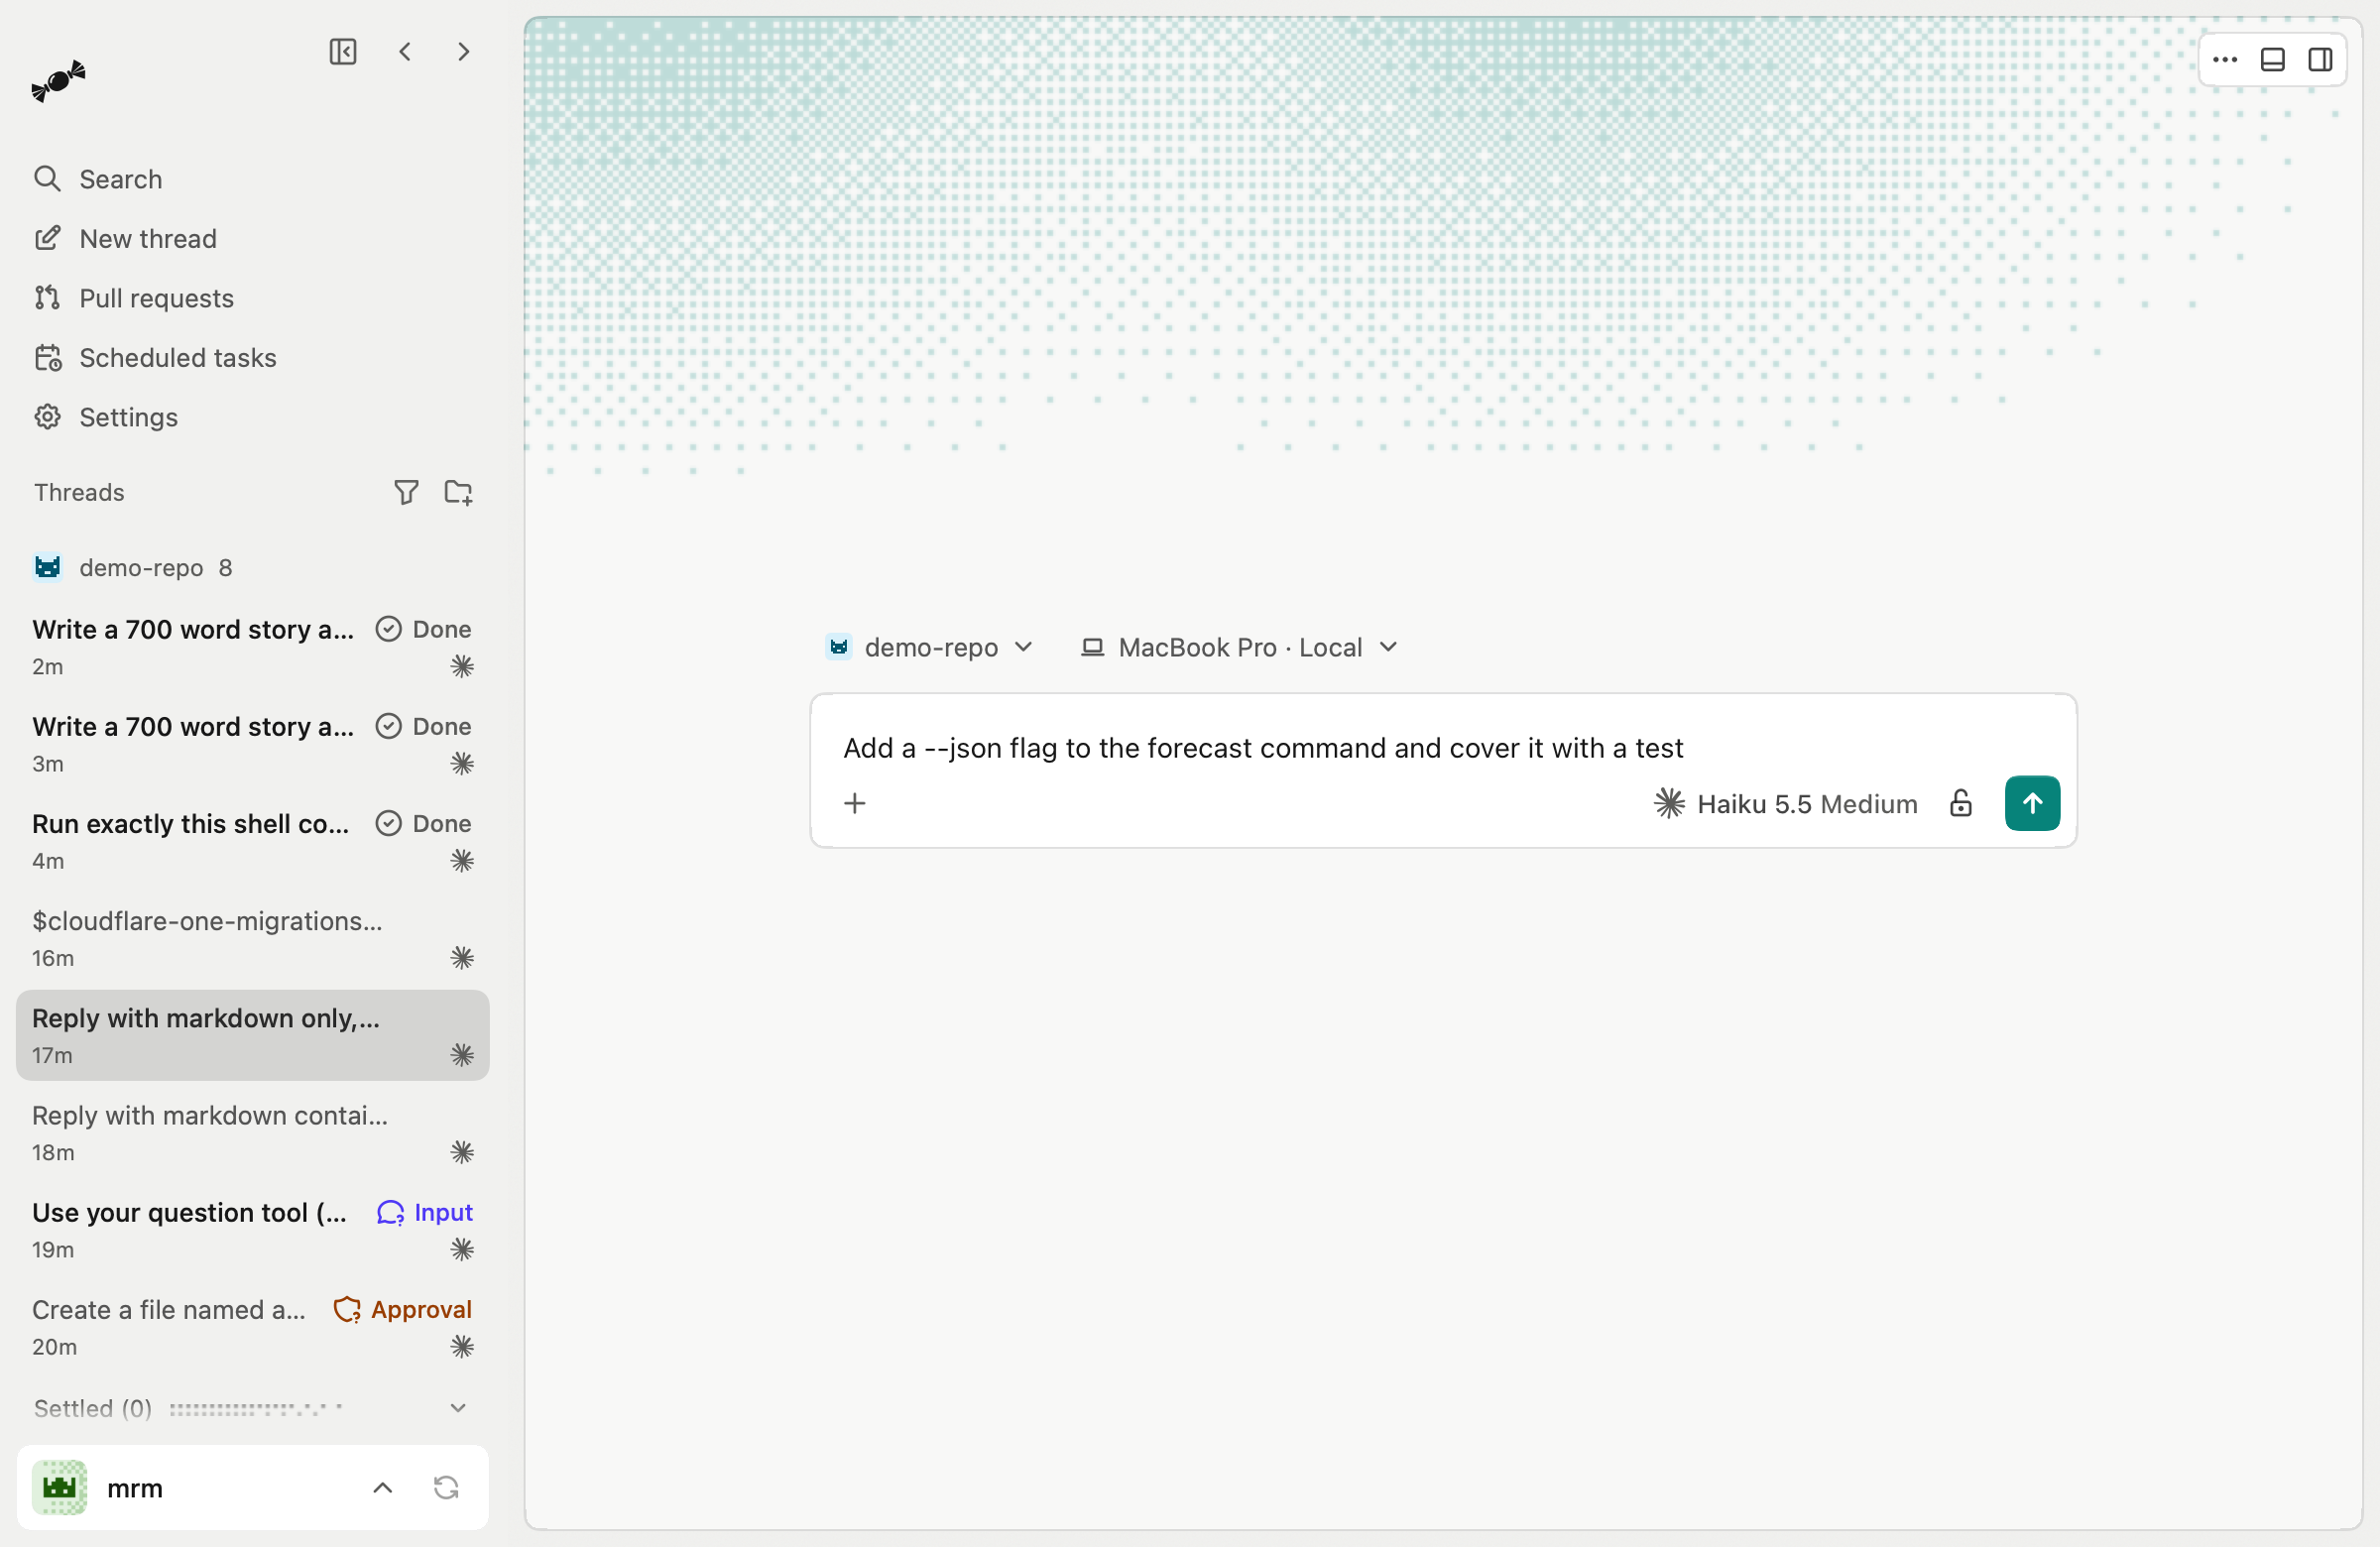 Search
New thread
Pull requests
Scheduled tasks
Settings
Threads
demo-repo 8
Write a 700 word story a... Done
2m
Write a 700 word story a... Done
3m
Run exactly this shell co... Done
4m
$cloudflare-one-migrations...
16m
Reply with markdown only,...
17m
Reply with markdown contai...
18m
Use your question tool (... Input
19m
Create a file named a... Approval
20m
Settled (0)
mrm
demo-repo MacBook Pro · Local
Add a --json flag to the forecast command and cover it with a test
Haiku 5.5 Medium